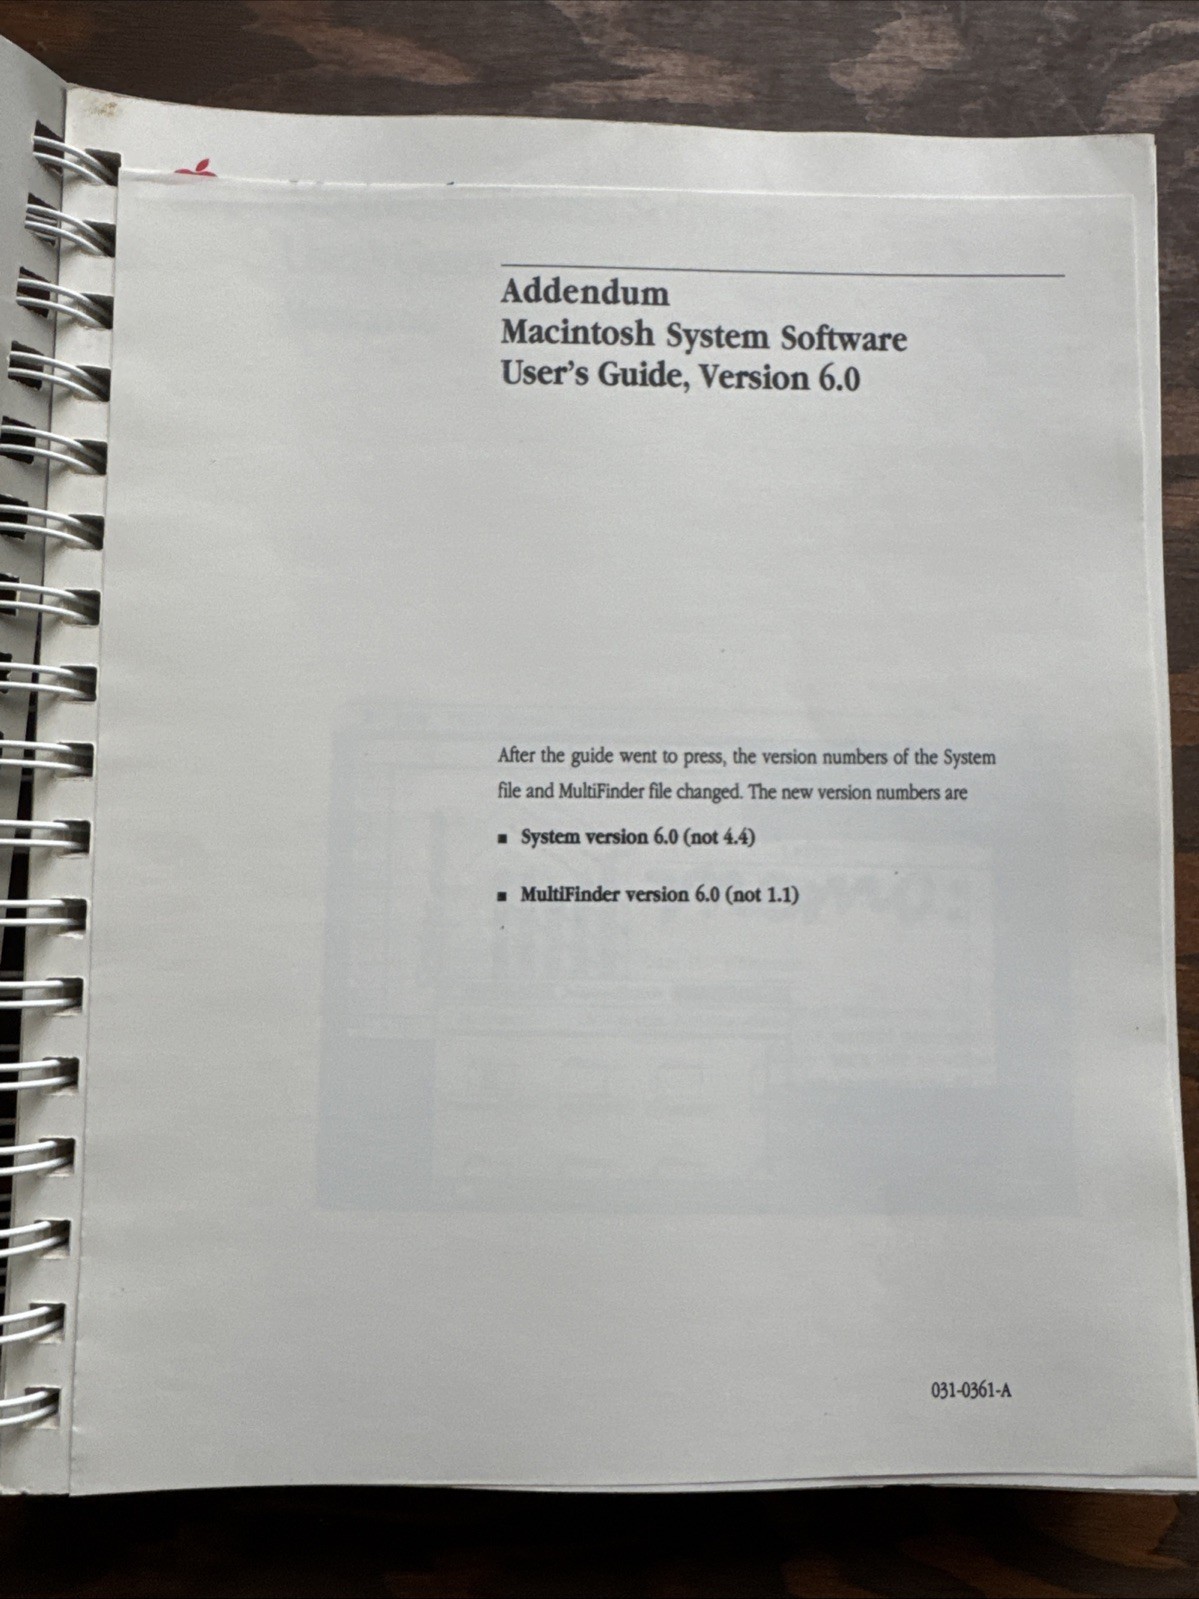 Addendum
Macintosh System Software
User's Guide, Version 6.0
After the guide went to press, the version numbers of the System
file and MultiFinder file changed. The new version numbers are
■ System version 6.0 (not 4.4)
■ MultiFinder version 6.0 (not 1.1)
031-0361-A